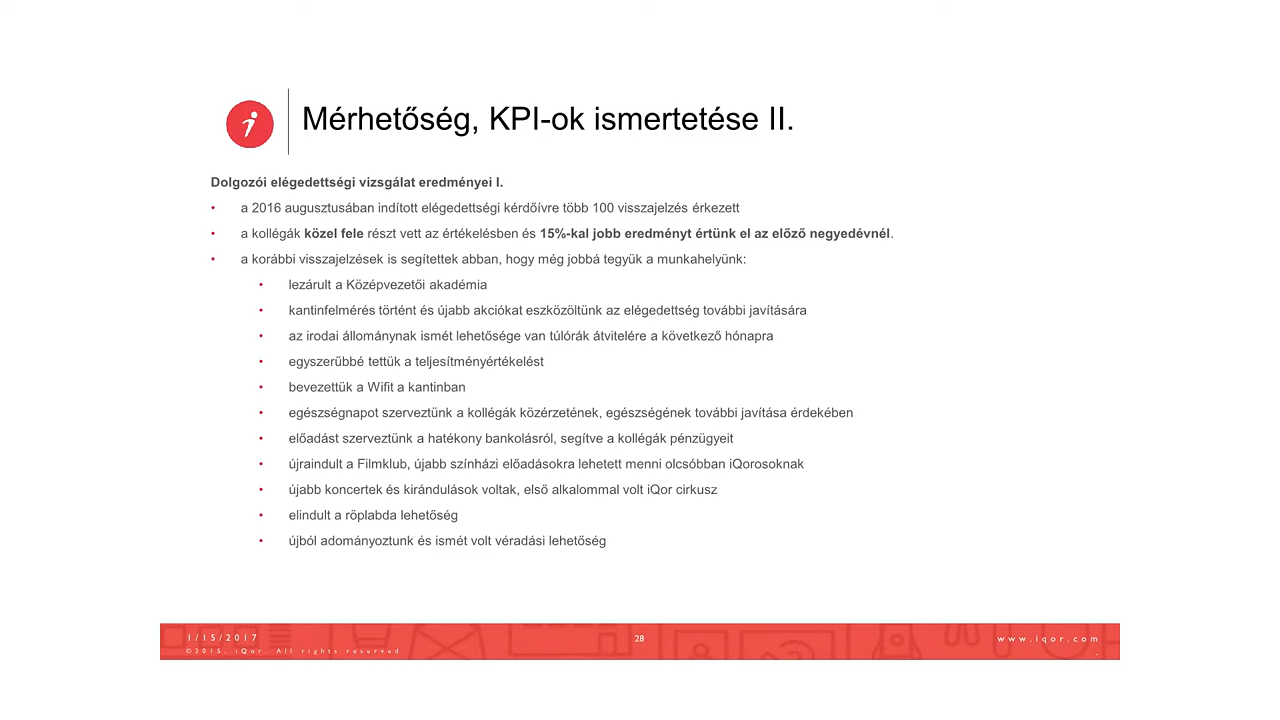 Mérhetőség, KPI-ok ismertetése II.
Dolgozói elégedettségi vizsgálat eredményei I.
• a 2016 augusztusában indított elégedettségi kérdőívre több 100 visszajelzés érkezett
• a kollégák közel fele részt vett az értékelésben és 15%-kal jobb eredményt értünk el az előző negyedévnél.
• a korábbi visszajelzések is segítettek abban, hogy még jobbá tegyük a munkahelyünk:
• lezárult a Középvezetői akadémia
• kantinfelmérés történt és újabb akciókat eszközöltünk az elégedettség további javítására
• az irodai állománynak ismét lehetősége van túlórák átvitelére a következő hónapra
• egyszerűbbé tettük a teljesítményértékelést
• bevezettük a Wifit a kantinban
• egészségnapot szerveztünk a kollégák közérzetének, egészségének további javítása érdekében
• előadást szerveztünk a hatékony bankolásról, segítve a kollégák pénzügyeit
• újraindult a Filmklub, újabb színházi előadásokra lehetett menni olcsóbban iQorosoknak
• újabb koncertek és kirándulások voltak, első alkalommal volt iQor cirkusz
• elindult a röplabda lehetőség
• újból adományoztunk és ismét volt véradási lehetőség
1/15/2017
28
www.iqor.com
©2015, iQor. All rights reserved
.